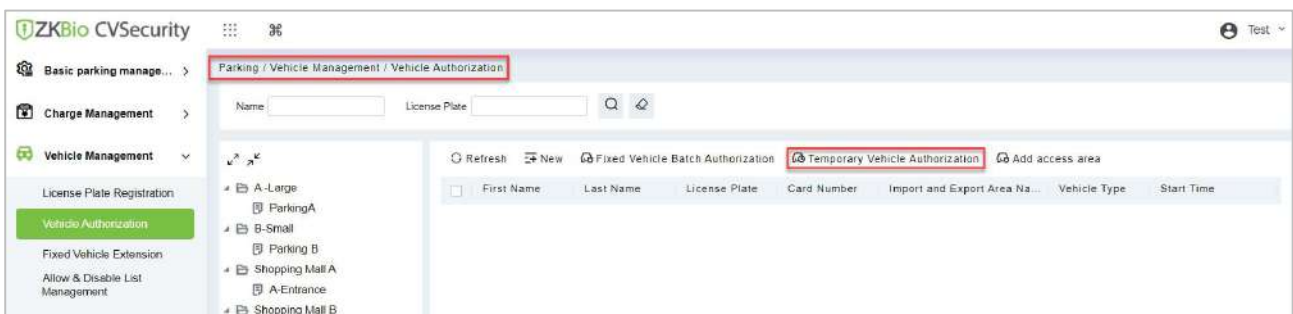 ZKBio CVSecurity
Test
Basic parking manage...
Parking / Vehicle Management / Vehicle Authorization
Charge Management
Name
License Plate
Vehicle Management
Refresh New Fixed Vehicle Batch Authorization Temporary Vehicle Authorization Add access area
License Plate Registration
Vehicle Authorization
Fixed Vehicle Extension
Allow & Disable List
Management
A-Large
ParkingA
B-Small
Parking B
Shopping Mall A
A-Entrance
Shopping Mall B
First Name Last Name License Plate Card Number Import and Export Area Na... Vehicle Type Start Time